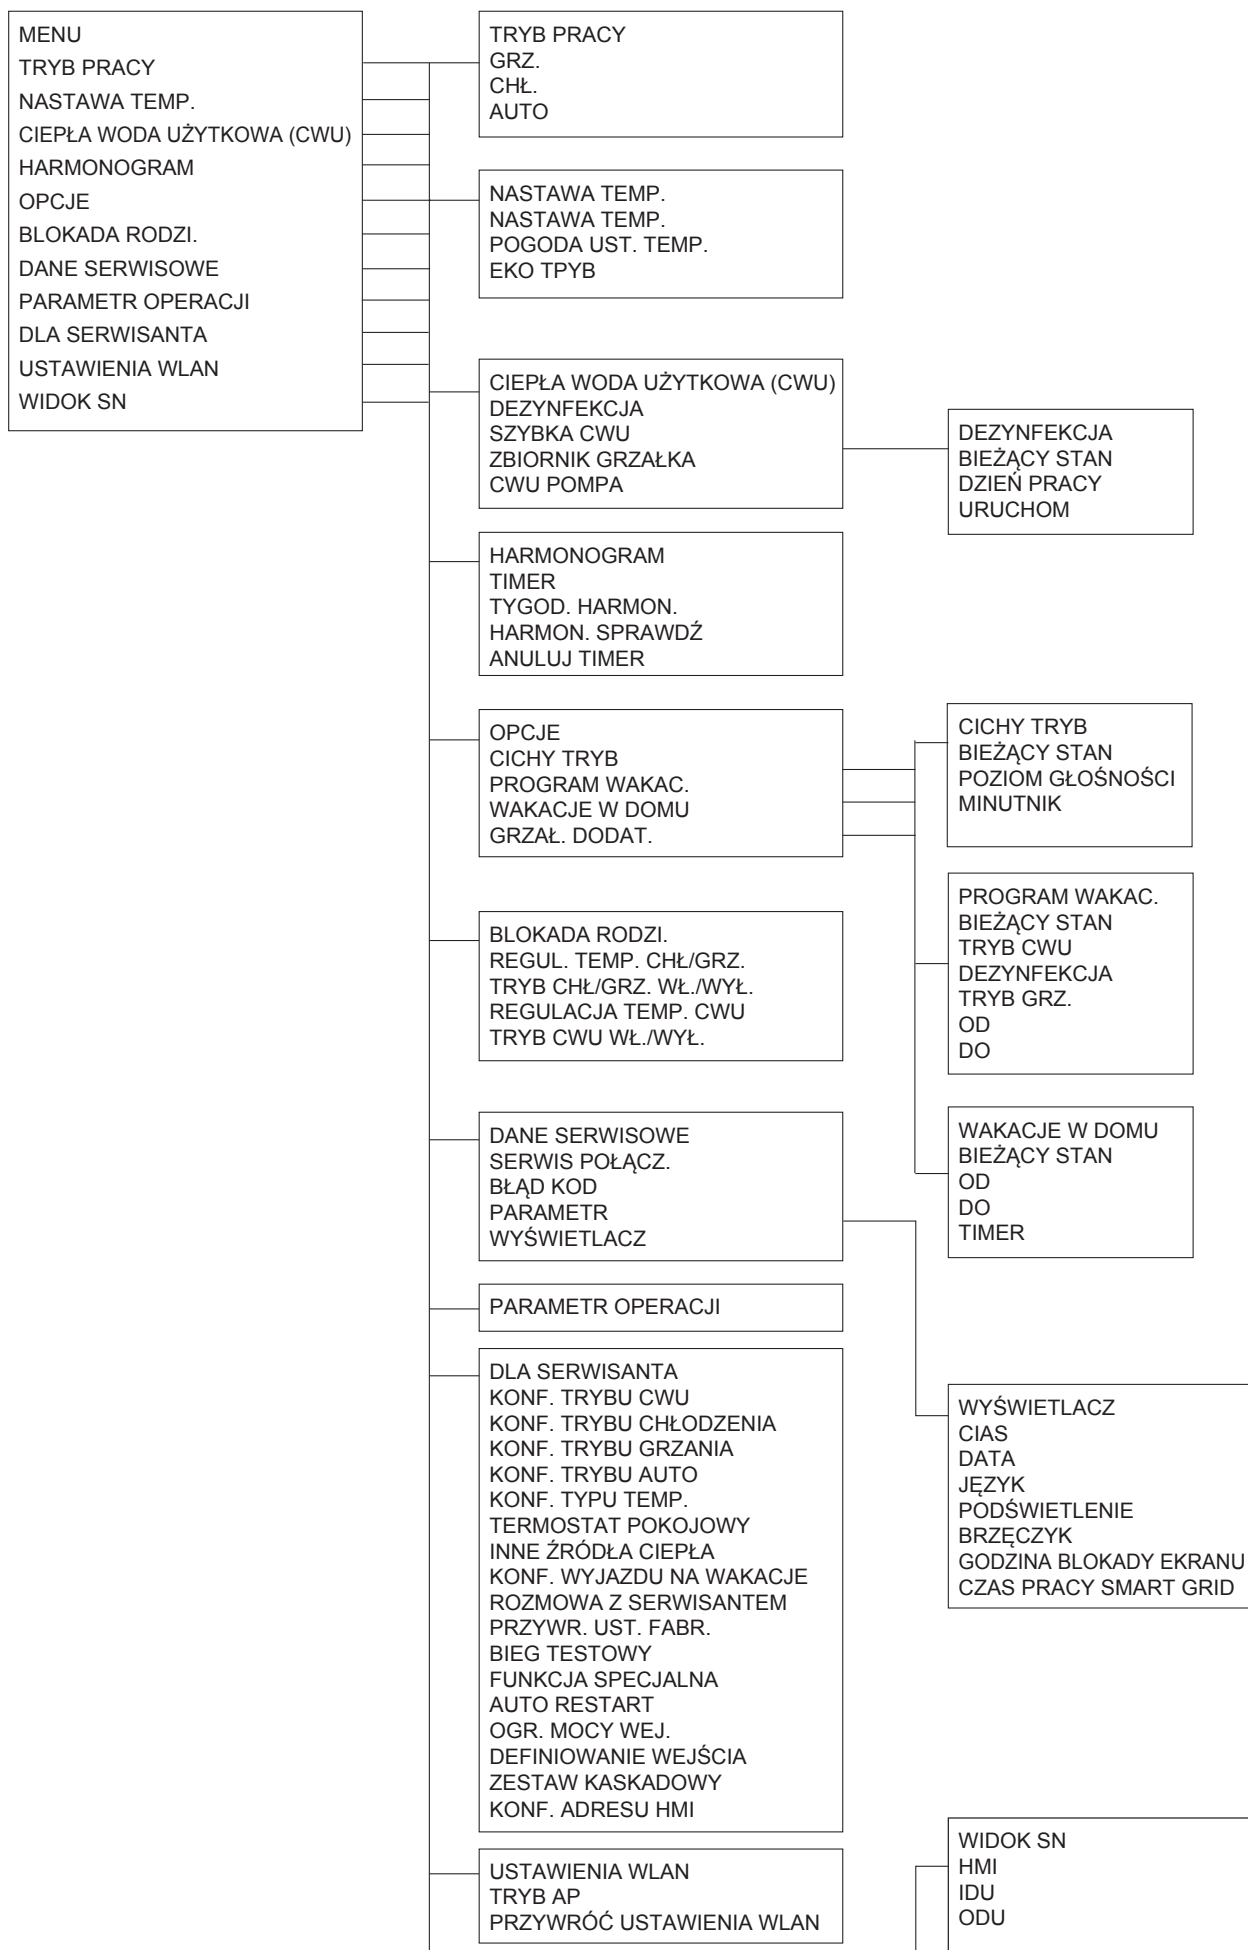 MENU
TRYB PRACY
NASTAWA TEMP.
CIEPŁA WODA UŻYTKOWA (CWU)
HARMONOGRAM
OPCJE
BLOKADA RODZI.
DANE SERWISOWE
PARAMETR OPERACJI
DLA SERWISANTA
USTAWIENIA WLAN
WIDOK SN
TRYB PRACY
GRZ.
CHŁ.
AUTO
NASTAWA TEMP.
NASTAWA TEMP.
POGODA UST. TEMP.
EKO TPYB
CIEPŁA WODA UŻYTKOWA (CWU)
DEZYNFEKCJA
SZYBKA CWU
ZBIORNIK GRZAŁKA
CWU POMPA
DEZYNFEKCJA
BIEŻĄCY STAN
DZIEŃ PRACY
URUCHOM
HARMONOGRAM
TIMER
TYGOD. HARMON.
HARMON. SPRAWDŹ
ANULUJ TIMER
OPCJE
CICHY TRYB
PROGRAM WAKAC.
WAKACJE W DOMU
GRZAŁ. DODAT.
CICHY TRYB
BIEŻĄCY STAN
POZIOM GŁOŚNOŚCI
MINUTNIK
PROGRAM WAKAC.
BIEŻĄCY STAN
TRYB CWU
DEZYNFEKCJA
TRYB GRZ.
OD
DO
WAKACJE W DOMU
BIEŻĄCY STAN
OD
DO
TIMER
BLOKADA RODZI.
REGUL. TEMP. CHŁ/GRZ.
TRYB CHŁ/GRZ. WŁ./WYŁ.
REGULACJA TEMP. CWU
TRYB CWU WŁ./WYŁ.
DANE SERWISOWE
SERWIS POŁĄCZ.
BŁĄD KOD
PARAMETR
WYŚWIETLACZ
WYŚWIETLACZ
CIAS
DATA
JĘZYK
PODŚWIETLENIE
BRZĘCZYK
GODZINA BLOKADY EKRANU
CZAS PRACY SMART GRID
PARAMETR OPERACJI
DLA SERWISANTA
KONF. TRYBU CWU
KONF. TRYBU CHŁODZENIA
KONF. TRYBU GRZANIA
KONF. TRYBU AUTO
KONF. TYPU TEMP.
TERMOSTAT POKOJOWY
INNE ŹRÓDŁA CIEPŁA
KONF. WYJAZDU NA WAKACJE
ROZMOWA Z SERWISANTEM
PRZYWR. UST. FABR.
BIEG TESTOWY
FUNKCJA SPECJALNA
AUTO RESTART
OGR. MOCY WEJ.
DEFINIOWANIE WEJŚCIA
ZESTAW KASKADOWY
KONF. ADRESU HMI
USTAWIENIA WLAN
TRYB AP
PRZYWRÓĆ USTAWIENIA WLAN
WIDOK SN
HMI
IDU
ODU